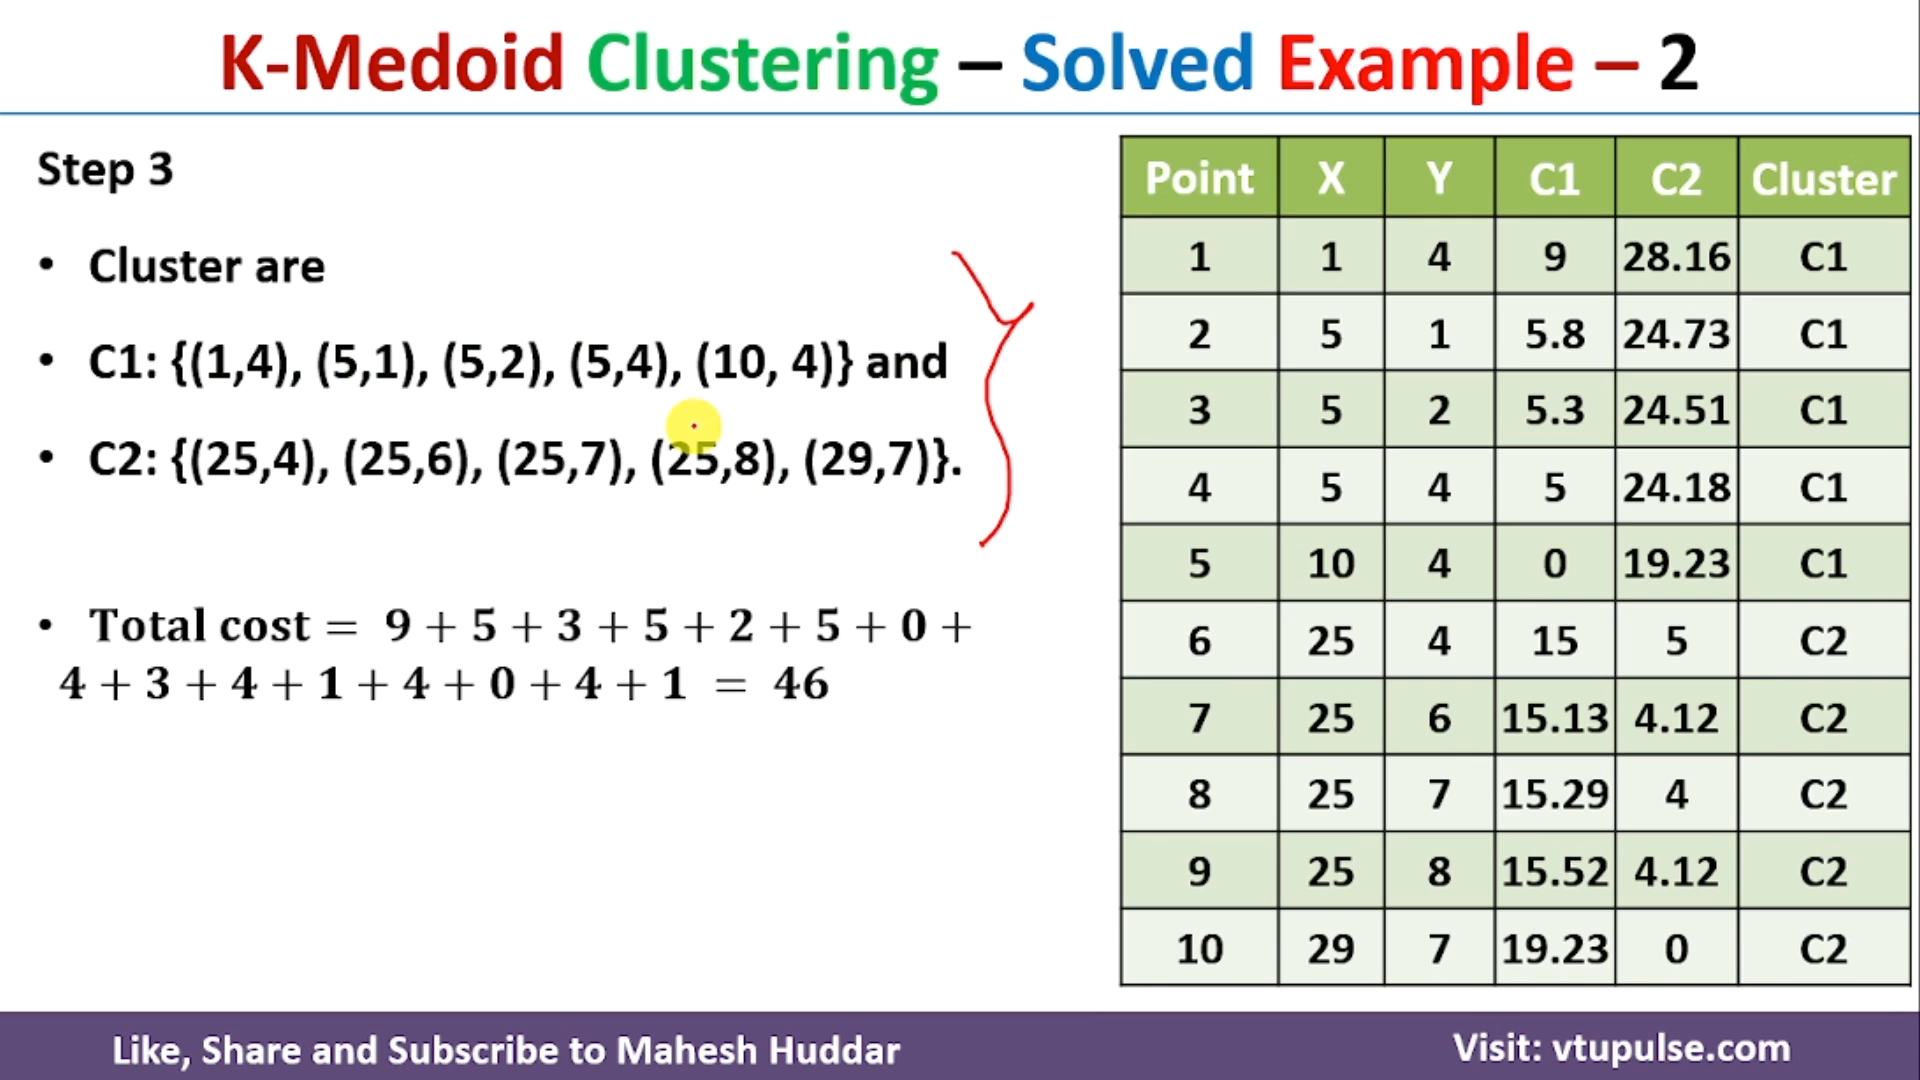 K-Medoid Clustering – Solved Example – 2
Step 3
• Cluster are
• C1: {(1,4), (5,1), (5,2), (5,4), (10, 4)} and
• C2: {(25,4), (25,6), (25,7), (25,8), (29,7)}.
• Total cost = 9 + 5 + 3 + 5 + 2 + 5 + 0 +
4 + 3 + 4 + 1 + 4 + 0 + 4 + 1 = 46
Point X Y C1 C2 Cluster
1 1 4 9 28.16 C1
2 5 1 5.8 24.73 C1
3 5 2 5.3 24.51 C1
4 5 4 5 24.18 C1
5 10 4 0 19.23 C1
6 25 4 15 5 C2
7 25 6 15.13 4.12 C2
8 25 7 15.29 4 C2
9 25 8 15.52 4.12 C2
10 29 7 19.23 0 C2
Like, Share and Subscribe to Mahesh Huddar
Visit: vtupulse.com